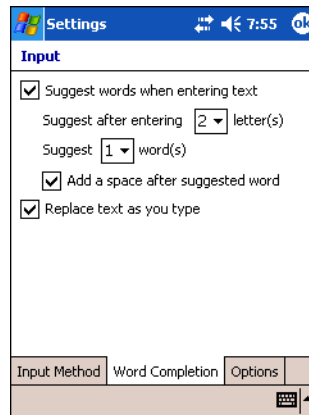 Settings 7:55 ok
Input
Suggest words when entering text
Suggest after entering 2 letter(s)
Suggest 1 word(s)
Add a space after suggested word
Replace text as you type
Input Method Word Completion Options